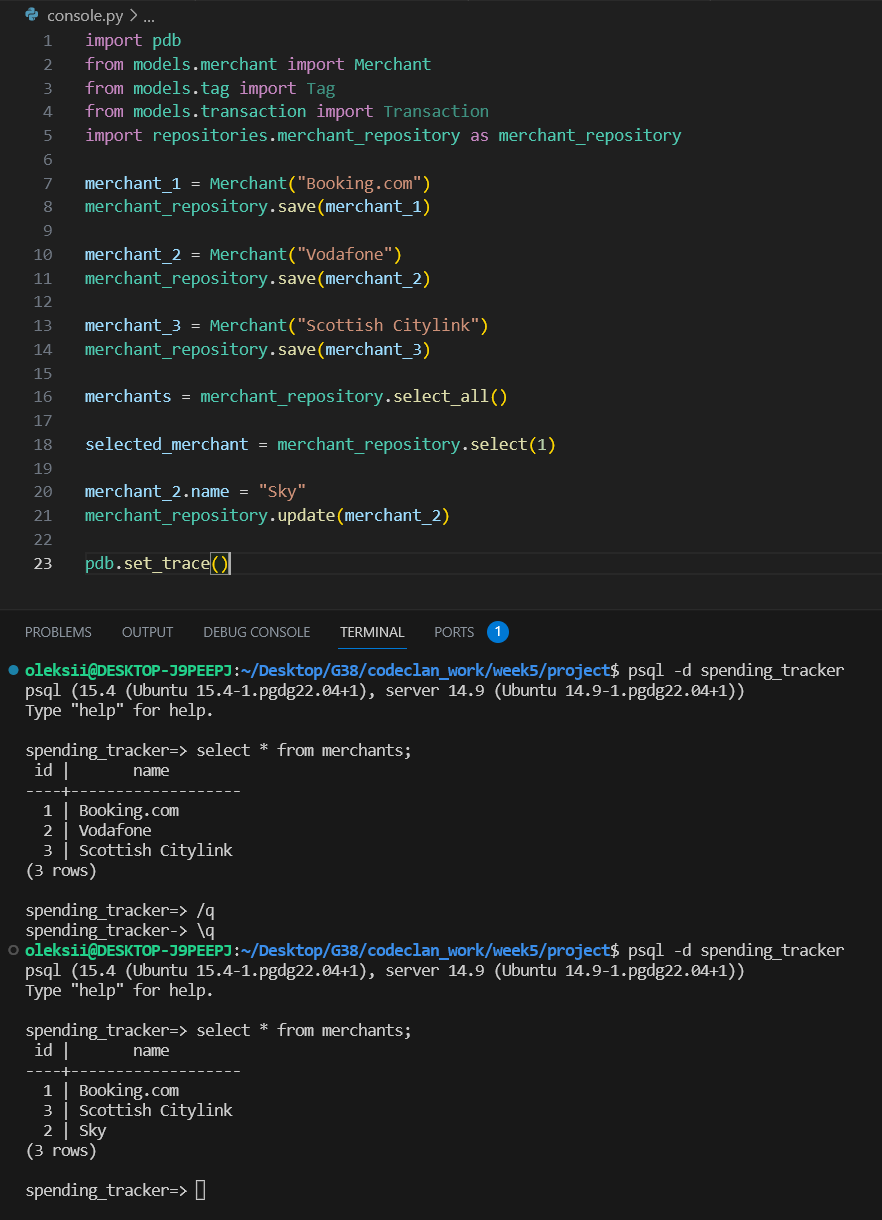 console.py > ...
1 import pdb
2 from models.merchant import Merchant
3 from models.tag import Tag
4 from models.transaction import Transaction
5 import repositories.merchant_repository as merchant_repository
6
7 merchant_1 = Merchant("Booking.com")
8 merchant_repository.save(merchant_1)
9
10 merchant_2 = Merchant("Vodafone")
11 merchant_repository.save(merchant_2)
12
13 merchant_3 = Merchant("Scottish Citylink")
14 merchant_repository.save(merchant_3)
15
16 merchants = merchant_repository.select_all()
17
18 selected_merchant = merchant_repository.select(1)
19
20 merchant_2.name = "Sky"
21 merchant_repository.update(merchant_2)
22
23 pdb.set_trace()
PROBLEMS OUTPUT DEBUG CONSOLE TERMINAL PORTS 1
oleksii@DESKTOP-J9PEEPJ:~/Desktop/G38/codeclan_work/week5/project$ psql -d spending_tracker
psql (15.4 (Ubuntu 15.4-1.pgdg22.04+1), server 14.9 (Ubuntu 14.9-1.pgdg22.04+1))
Type "help" for help.

spending_tracker=> select * from merchants;
 id |       name
----+-------------------
  1 | Booking.com
  2 | Vodafone
  3 | Scottish Citylink
(3 rows)

spending_tracker=> /q
spending_tracker-> \q
oleksii@DESKTOP-J9PEEPJ:~/Desktop/G38/codeclan_work/week5/project$ psql -d spending_tracker
psql (15.4 (Ubuntu 15.4-1.pgdg22.04+1), server 14.9 (Ubuntu 14.9-1.pgdg22.04+1))
Type "help" for help.

spending_tracker=> select * from merchants;
 id |       name
----+-------------------
  1 | Booking.com
  3 | Scottish Citylink
  2 | Sky
(3 rows)

spending_tracker=>